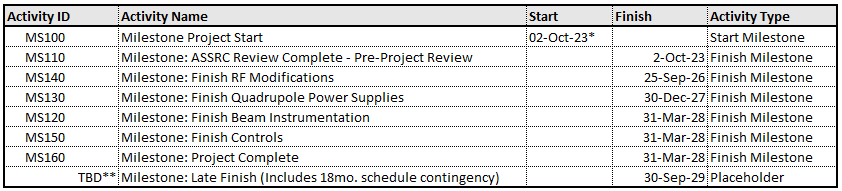 Activity ID Activity Name Start Finish Activity Type
MS100 Milestone Project Start 02-Oct-23* Start Milestone
MS110 Milestone: ASSRC Review Complete - Pre-Project Review 2-Oct-23 Finish Milestone
MS140 Milestone: Finish RF Modifications 25-Sep-26 Finish Milestone
MS130 Milestone: Finish Quadrupole Power Supplies 30-Dec-27 Finish Milestone
MS120 Milestone: Finish Beam Instrumentation 31-Mar-28 Finish Milestone
MS150 Milestone: Finish Controls 31-Mar-28 Finish Milestone
MS160 Milestone: Project Complete 31-Mar-28 Finish Milestone
TBD** Milestone: Late Finish (Includes 18mo. schedule contingency) 30-Sep-29 Placeholder